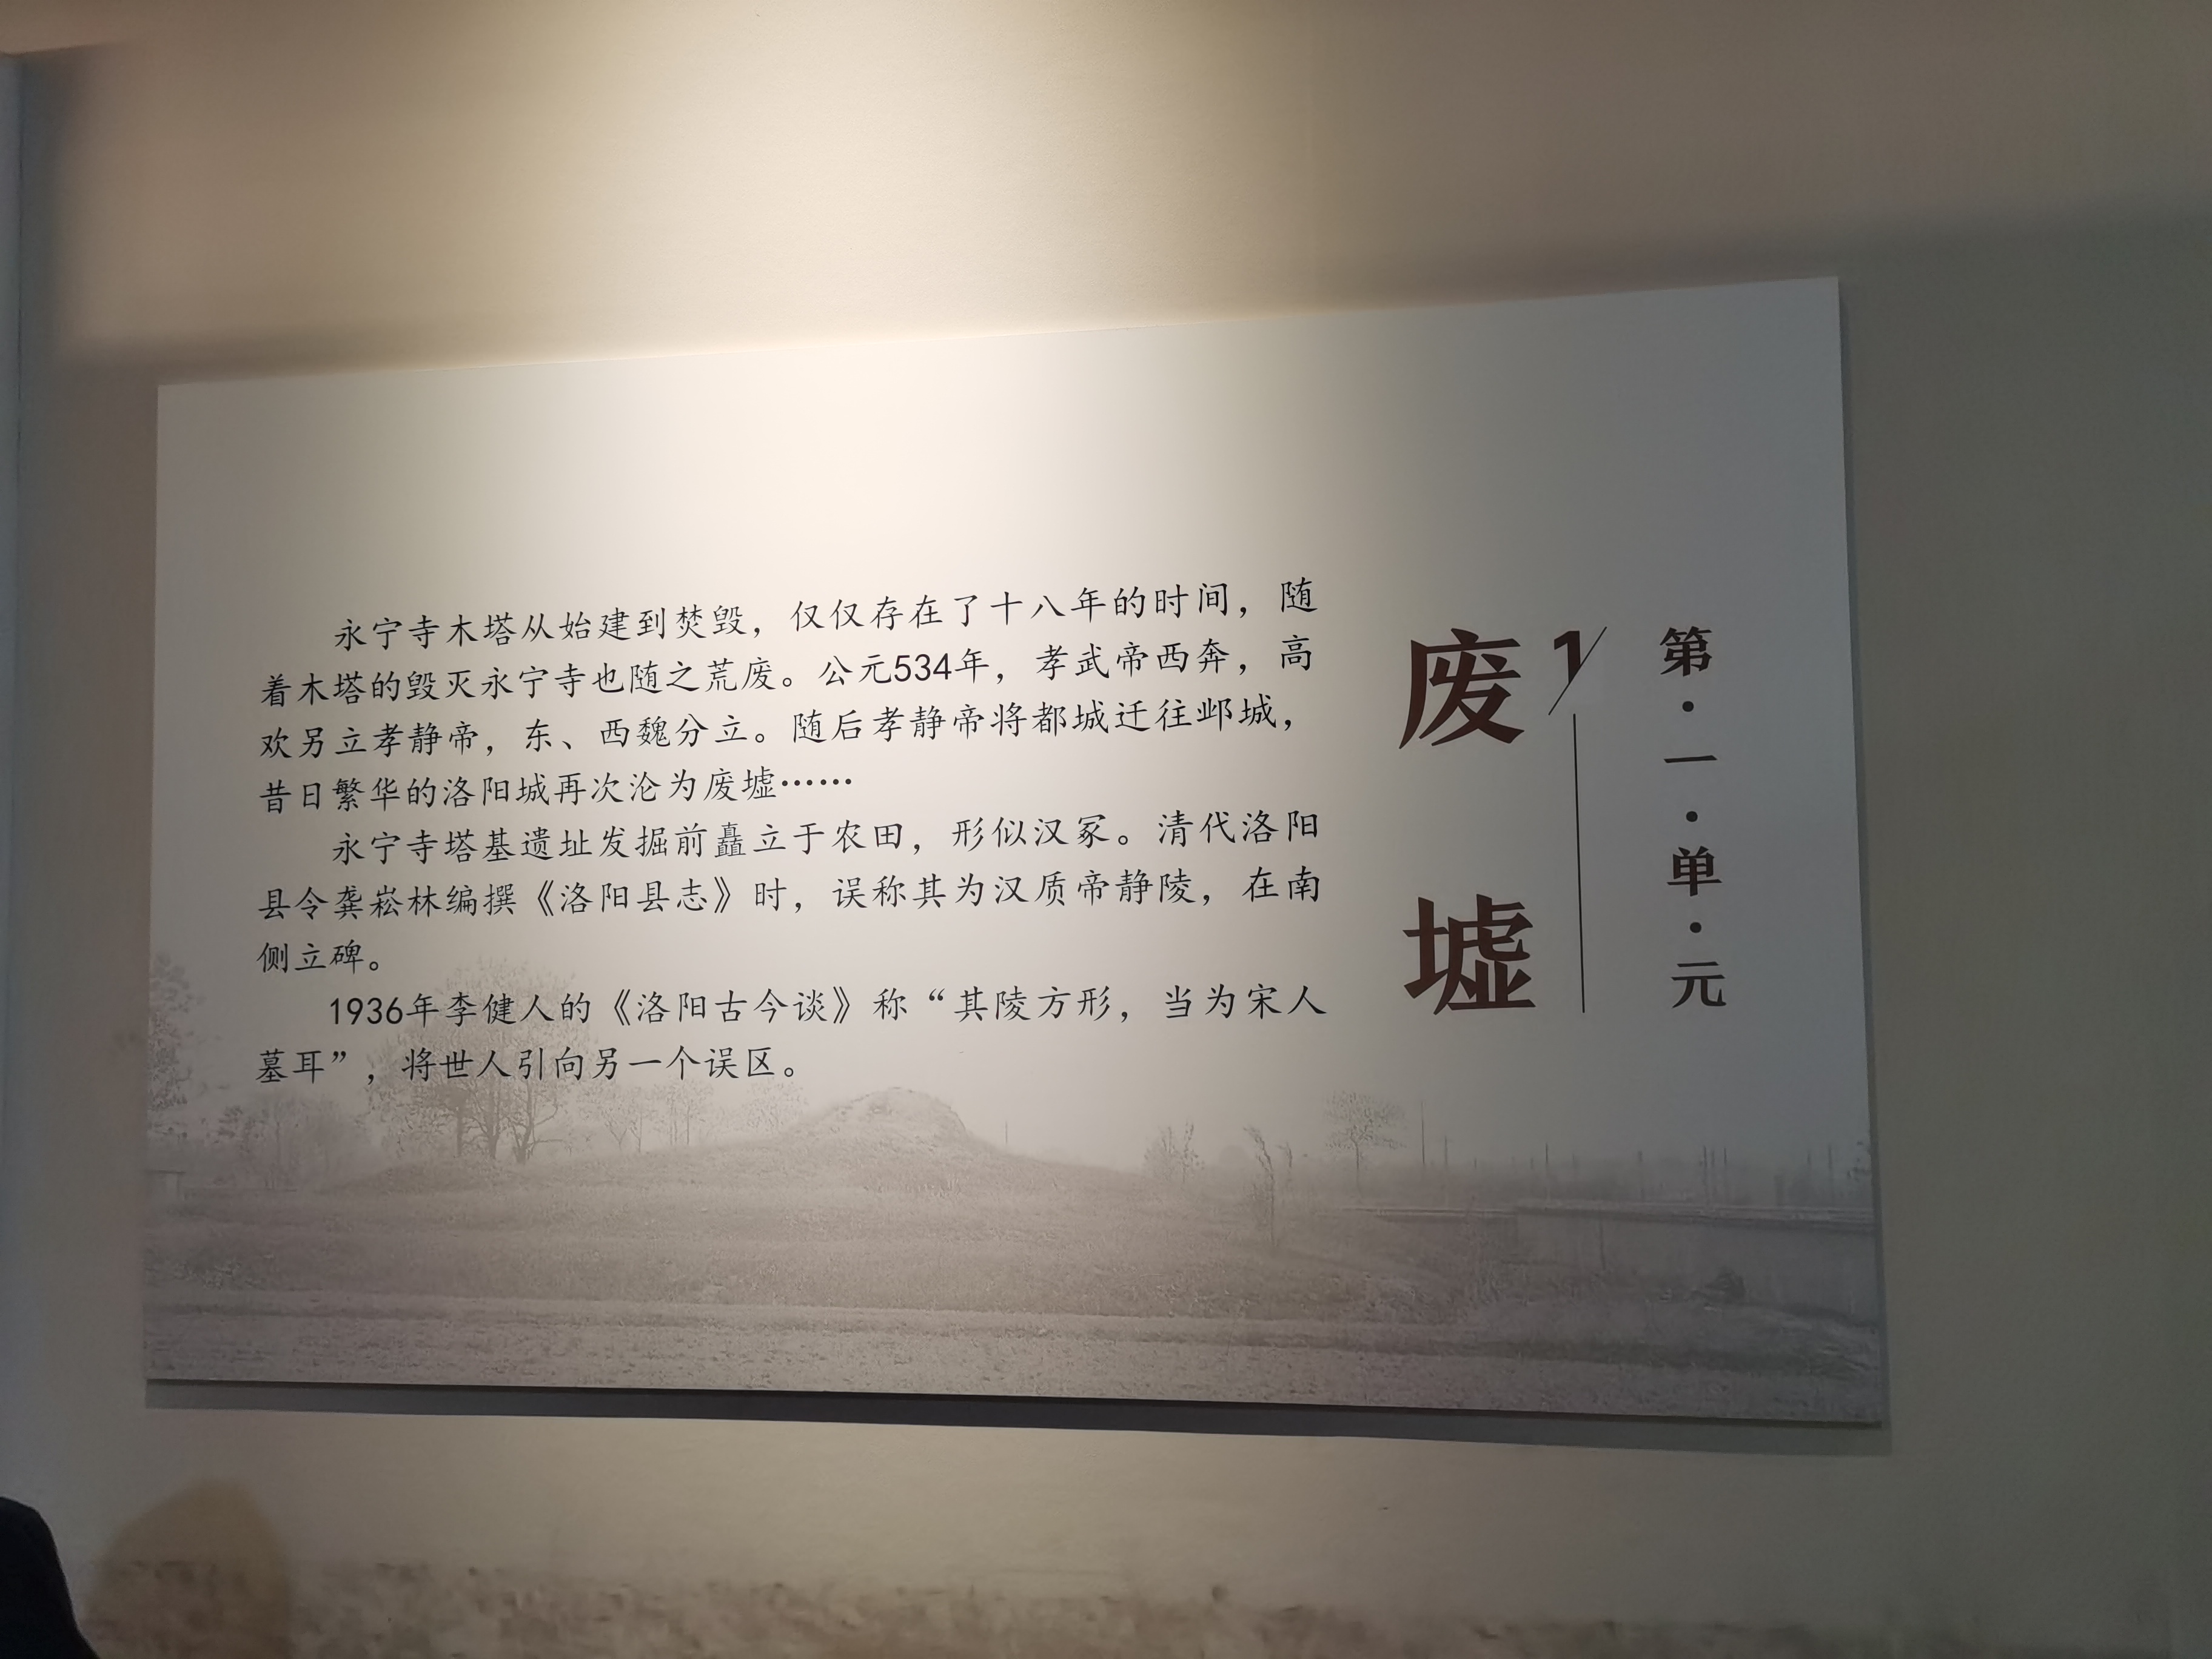 第·一·单·元
1
废墟
永宁寺木塔从始建到焚毁，仅仅存在了十八年的时间，随
着木塔的毁灭永宁寺也随之荒废。公元534年，孝武帝西奔，高
欢另立孝静帝，东、西魏分立。随后孝静帝将都城迁往邺城，
昔日繁华的洛阳城再次沦为废墟……
永宁寺塔基遗址发掘前矗立于农田，形似汉冢。清代洛阳
县令龚崧林编撰《洛阳县志》时，误称其为汉质帝静陵，在南
侧立碑。
1936年李健人的《洛阳古今谈》称“其陵方形，当为宋人
墓耳”，将世人引向另一个误区。